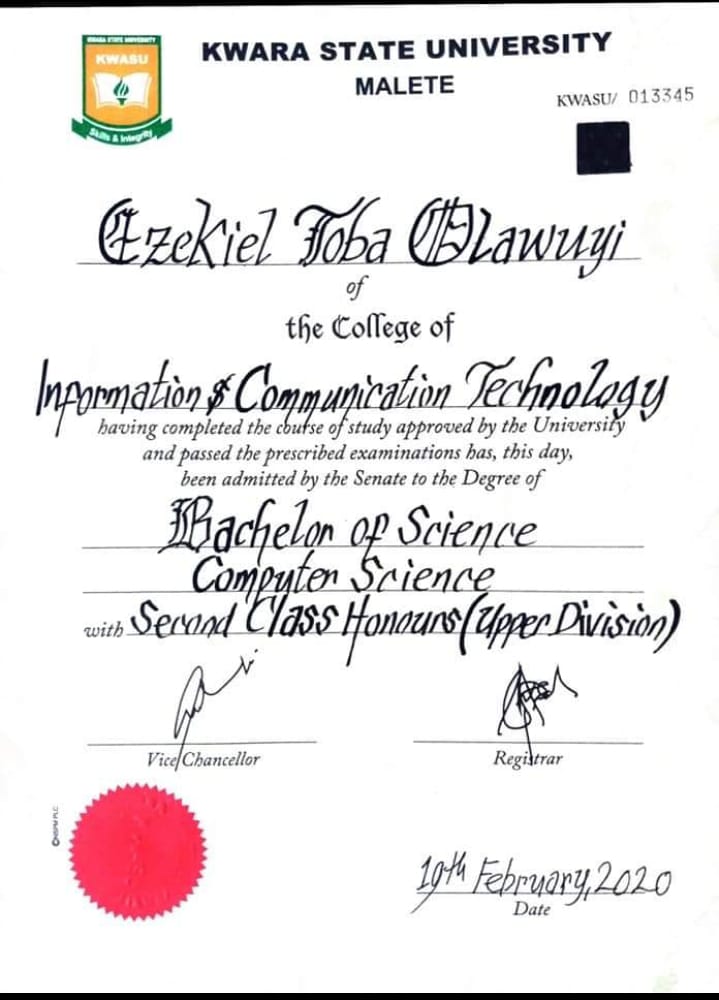 KWARA STATE UNIVERSITY
KWASU
Skills & Integrity
KWARA STATE UNIVERSITY
MALETE
KWASU/ 013345
Ezekiel Toba Olawuyi
of
the College of
Information & Communication Technology
having completed the course of study approved by the University
and passed the prescribed examinations has, this day,
been admitted by the Senate to the Degree of
Bachelor of Science
Computer Science
with Second Class Honours (Upper Division)
Vice Chancellor
Registrar
©NSPM PLC
19th February, 2020
Date